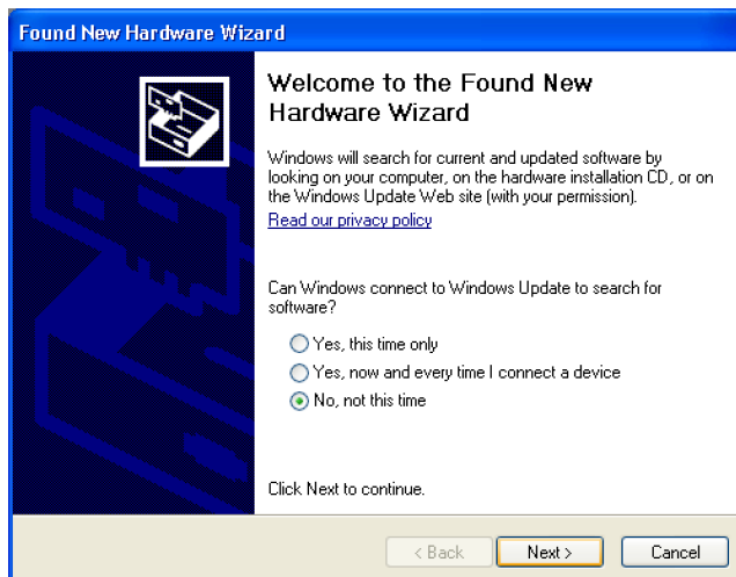 Found New Hardware Wizard
Welcome to the Found New
Hardware Wizard
Windows will search for current and updated software by
looking on your computer, on the hardware installation CD, or on
the Windows Update Web site (with your permission).
Read our privacy policy
Can Windows connect to Windows Update to search for
software?
Yes, this time only
Yes, now and every time I connect a device
No, not this time
Click Next to continue.
< Back
Next >
Cancel